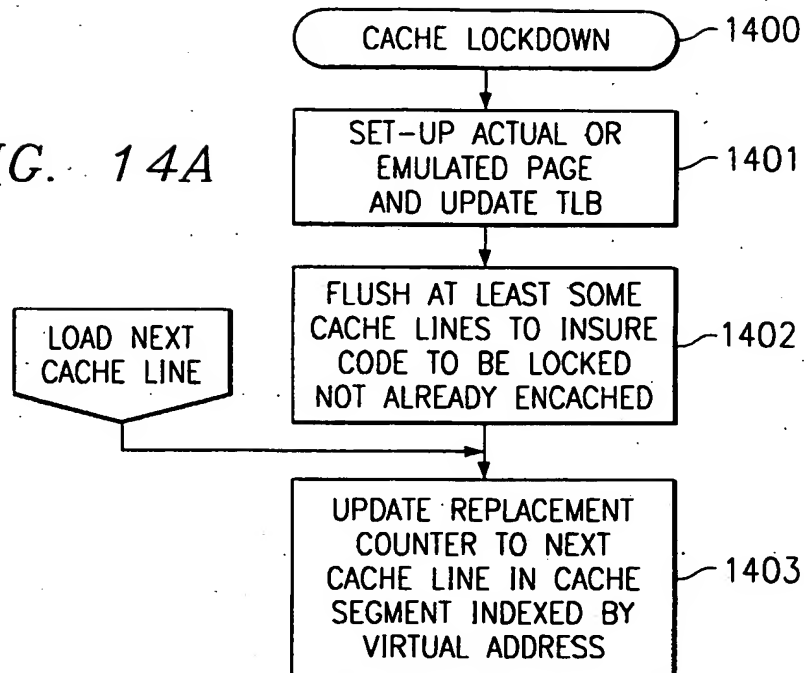 CACHE LOCKDOWN
1400
FIG. 14A
SET-UP ACTUAL OR
EMULATED PAGE
AND UPDATE TLB
1401
FLUSH AT LEAST SOME
CACHE LINES TO INSURE
CODE TO BE LOCKED
NOT ALREADY ENCACHED
1402
LOAD NEXT
CACHE LINE
UPDATE REPLACEMENT
COUNTER TO NEXT
CACHE LINE IN CACHE
SEGMENT INDEXED BY
VIRTUAL ADDRESS
1403